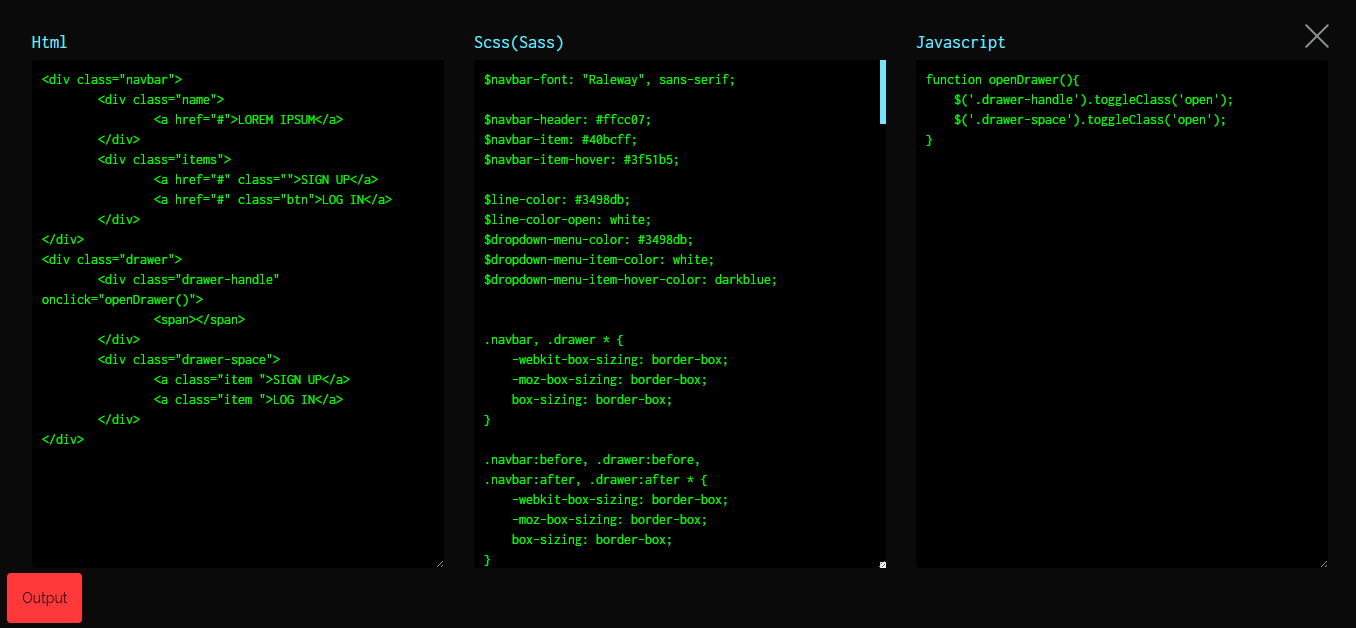 Html
<div class="navbar">
<div class="name">
<a href="#">LOREM IPSUM</a>
</div>
<div class="items">
<a href="#" class="">SIGN UP</a>
<a href="#" class="btn">LOG IN</a>
</div>
</div>
<div class="drawer">
<div class="drawer-handle"
onclick="openDrawer()">
<span></span>
</div>
<div class="drawer-space">
<a class="item ">SIGN UP</a>
<a class="item ">LOG IN</a>
</div>
</div>
Scss(Sass)
$navbar-font: "Raleway", sans-serif;
$navbar-header: #ffcc07;
$navbar-item: #40bcff;
$navbar-item-hover: #3f51b5;
$line-color: #3498db;
$line-color-open: white;
$dropdown-menu-color: #3498db;
$dropdown-menu-item-color: white;
$dropdown-menu-item-hover-color: darkblue;
.navbar, .drawer * {
-webkit-box-sizing: border-box;
-moz-box-sizing: border-box;
box-sizing: border-box;
}
.navbar:before, .drawer:before,
.navbar:after, .drawer:after * {
-webkit-box-sizing: border-box;
-moz-box-sizing: border-box;
box-sizing: border-box;
}
Javascript
function openDrawer(){
$('.drawer-handle').toggleClass('open');
$('.drawer-space').toggleClass('open');
}
Output